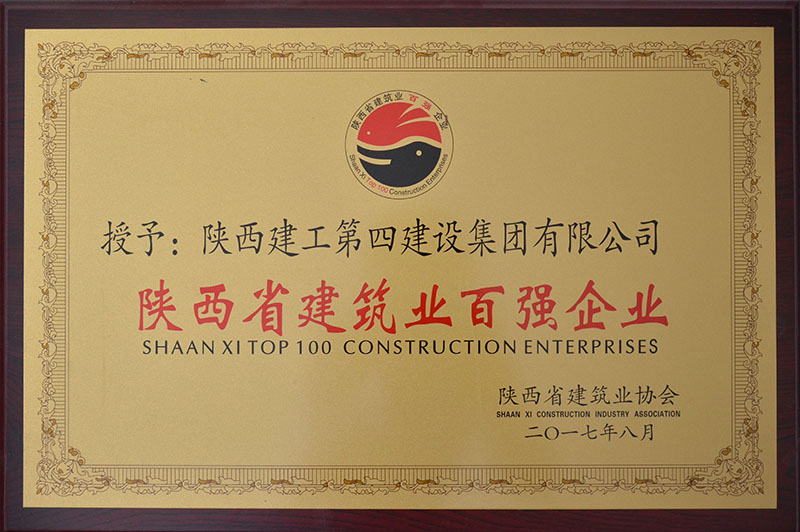 陕西省建筑业百强企业
Shaan Xi Top 100 Construction Enterprises
授予：陕西建工第四建设集团有限公司
陕西省建筑业百强企业
SHAAN XI TOP 100 CONSTRUCTION ENTERPRISES
陕西省建筑业协会
SHAAN XI CONSTRUCTION INDUSTRY ASSOCIATION
二〇一七年八月